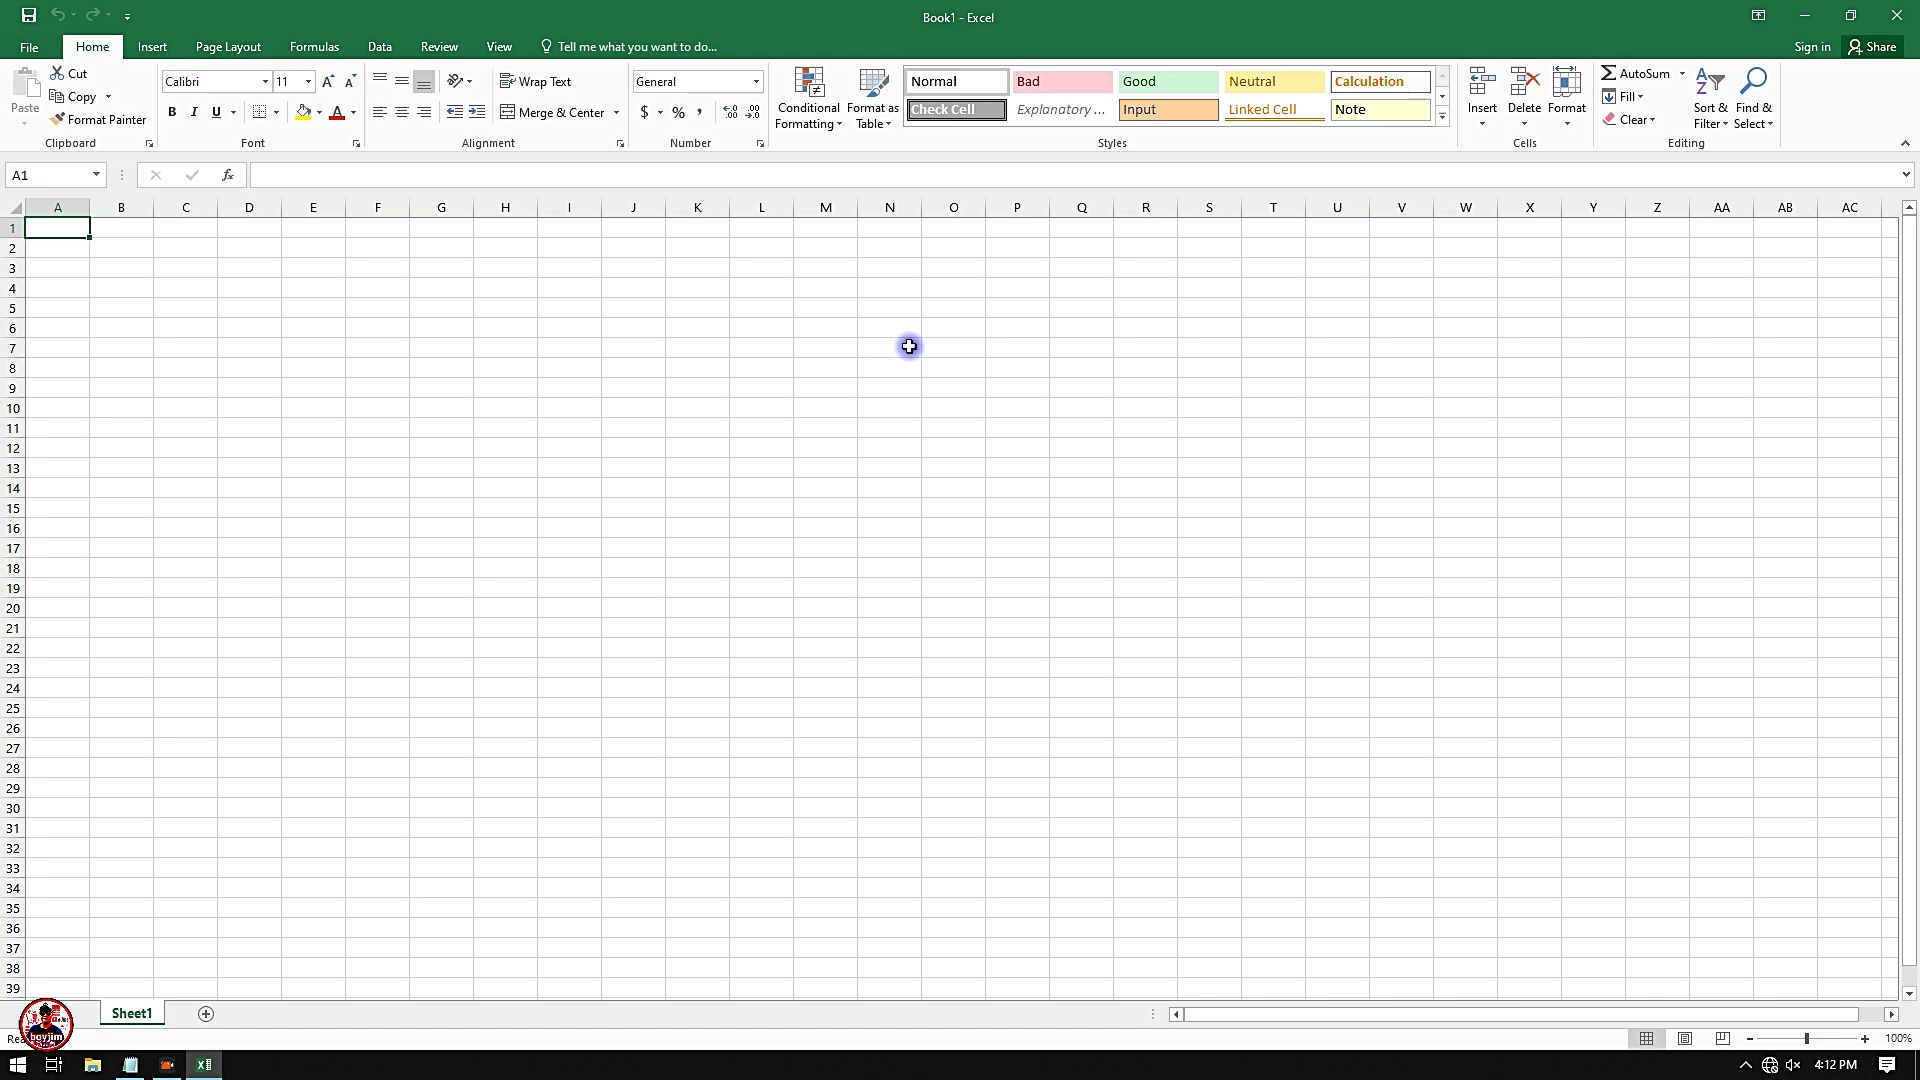 Book1 - Excel
File Home Insert Page Layout Formulas Data Review View Tell me what you want to do... Sign in Share
Paste
Cut
Copy
Format Painter
Clipboard
Calibri 11
B I U
Font
Wrap Text
Merge & Center
Alignment
General
$ % ,
Number
Conditional Formatting
Format as Table
Normal Bad Good Neutral Calculation
Check Cell Explanatory ... Input Linked Cell Note
Styles
Insert Delete Format
Cells
AutoSum
Fill
Clear
Sort & Filter
Find & Select
Editing
A1 fx
A B C D E F G H I J K L M N O P Q R S T U V W X Y Z AA AB AC
1
2
3
4
5
6
7
8
9
10
11
12
13
14
15
16
17
18
19
20
21
22
23
24
25
26
27
28
29
30
31
32
33
34
35
36
37
38
39
Sheet1
boyjim
100%
4:12 PM